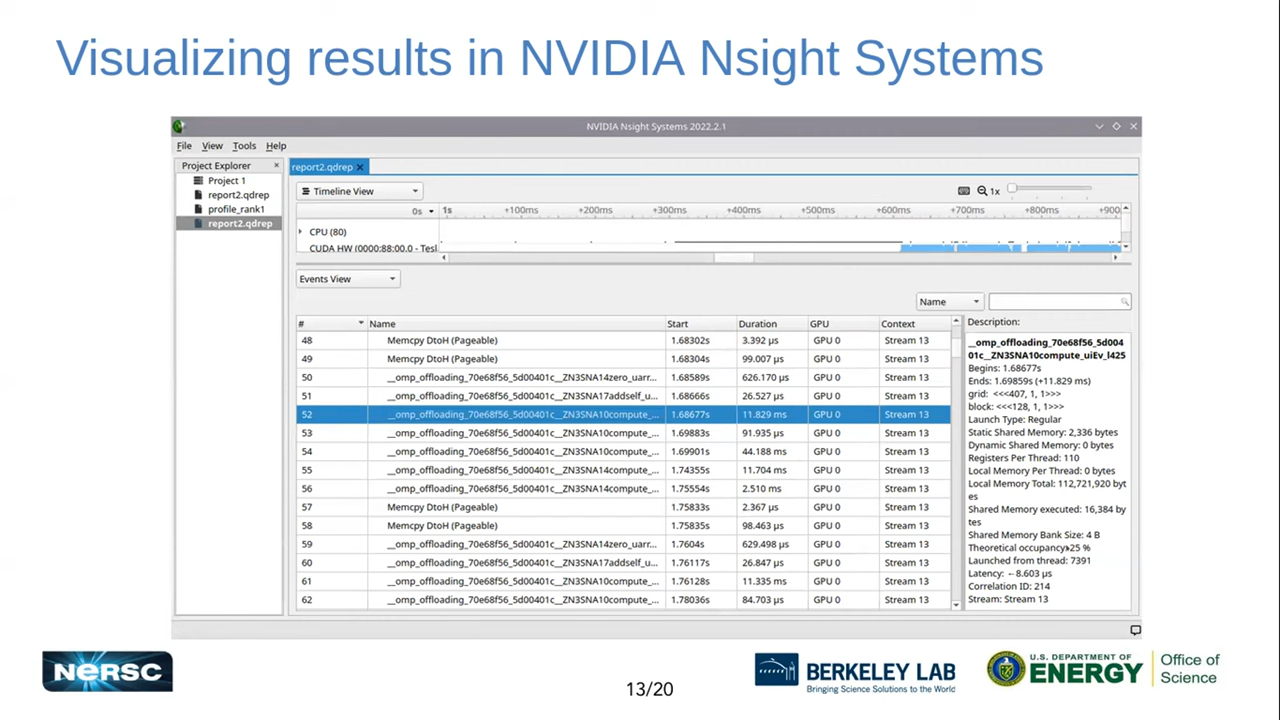 Visualizing results in NVIDIA Nsight Systems
NVIDIA Nsight Systems 2022.2.1
File View Tools Help
Project Explorer
Project 1
report2.qdrep
profile_rank1
report2.qdrep
report2.qdrep
Timeline View
1x
0s 1s +100ms +200ms +300ms +400ms +500ms +600ms +700ms +800ms +900
CPU (80)
CUDA HW (0000:88:00.0 - Tesl
Events View
Name
# Name Start Duration GPU Context
48 Memcpy DtoH (Pageable) 1.68302s 3.392 μs GPU 0 Stream 13
49 Memcpy DtoH (Pageable) 1.68304s 99.007 μs GPU 0 Stream 13
50 __omp_offloading_70e68f56_5d00401c__ZN3SNA14zero_uarr... 1.68589s 626.170 μs GPU 0 Stream 13
51 __omp_offloading_70e68f56_5d00401c__ZN3SNA17addself_u... 1.68666s 26.527 μs GPU 0 Stream 13
52 __omp_offloading_70e68f56_5d00401c__ZN3SNA10compute_... 1.68677s 11.829 ms GPU 0 Stream 13
53 __omp_offloading_70e68f56_5d00401c__ZN3SNA10compute_... 1.69883s 91.935 μs GPU 0 Stream 13
54 __omp_offloading_70e68f56_5d00401c__ZN3SNA10compute_... 1.69901s 44.188 ms GPU 0 Stream 13
55 __omp_offloading_70e68f56_5d00401c__ZN3SNA14compute_... 1.74355s 11.704 ms GPU 0 Stream 13
56 __omp_offloading_70e68f56_5d00401c__ZN3SNA14compute_... 1.75554s 2.510 ms GPU 0 Stream 13
57 Memcpy DtoH (Pageable) 1.75833s 2.367 μs GPU 0 Stream 13
58 Memcpy DtoH (Pageable) 1.75835s 98.463 μs GPU 0 Stream 13
59 __omp_offloading_70e68f56_5d00401c__ZN3SNA14zero_uarr... 1.7604s 629.498 μs GPU 0 Stream 13
60 __omp_offloading_70e68f56_5d00401c__ZN3SNA17addself_u... 1.76117s 26.847 μs GPU 0 Stream 13
61 __omp_offloading_70e68f56_5d00401c__ZN3SNA10compute_... 1.76128s 11.335 ms GPU 0 Stream 13
62 __omp_offloading_70e68f56_5d00401c__ZN3SNA10compute_... 1.78036s 84.703 μs GPU 0 Stream 13
Description:
__omp_offloading_70e68f56_5d004
01c__ZN3SNA10compute_uiEv_l425
Begins: 1.68677s
Ends: 1.69859s (+11.829 ms)
grid: <<<407, 1, 1>>>
block: <<<128, 1, 1>>>
Launch Type: Regular
Static Shared Memory: 2,336 bytes
Dynamic Shared Memory: 0 bytes
Registers Per Thread: 110
Local Memory Per Thread: 0 bytes
Local Memory Total: 112,721,920 byt
es
Shared Memory executed: 16,384 by
tes
Shared Memory Bank Size: 4 B
Theoretical occupancy: 25 %
Launched from thread: 7391
Latency: ←8.603 μs
Correlation ID: 214
Stream: Stream 13
NERSC
13/20
BERKELEY LAB
Bringing Science Solutions to the World
U.S. DEPARTMENT OF
ENERGY
Office of
Science